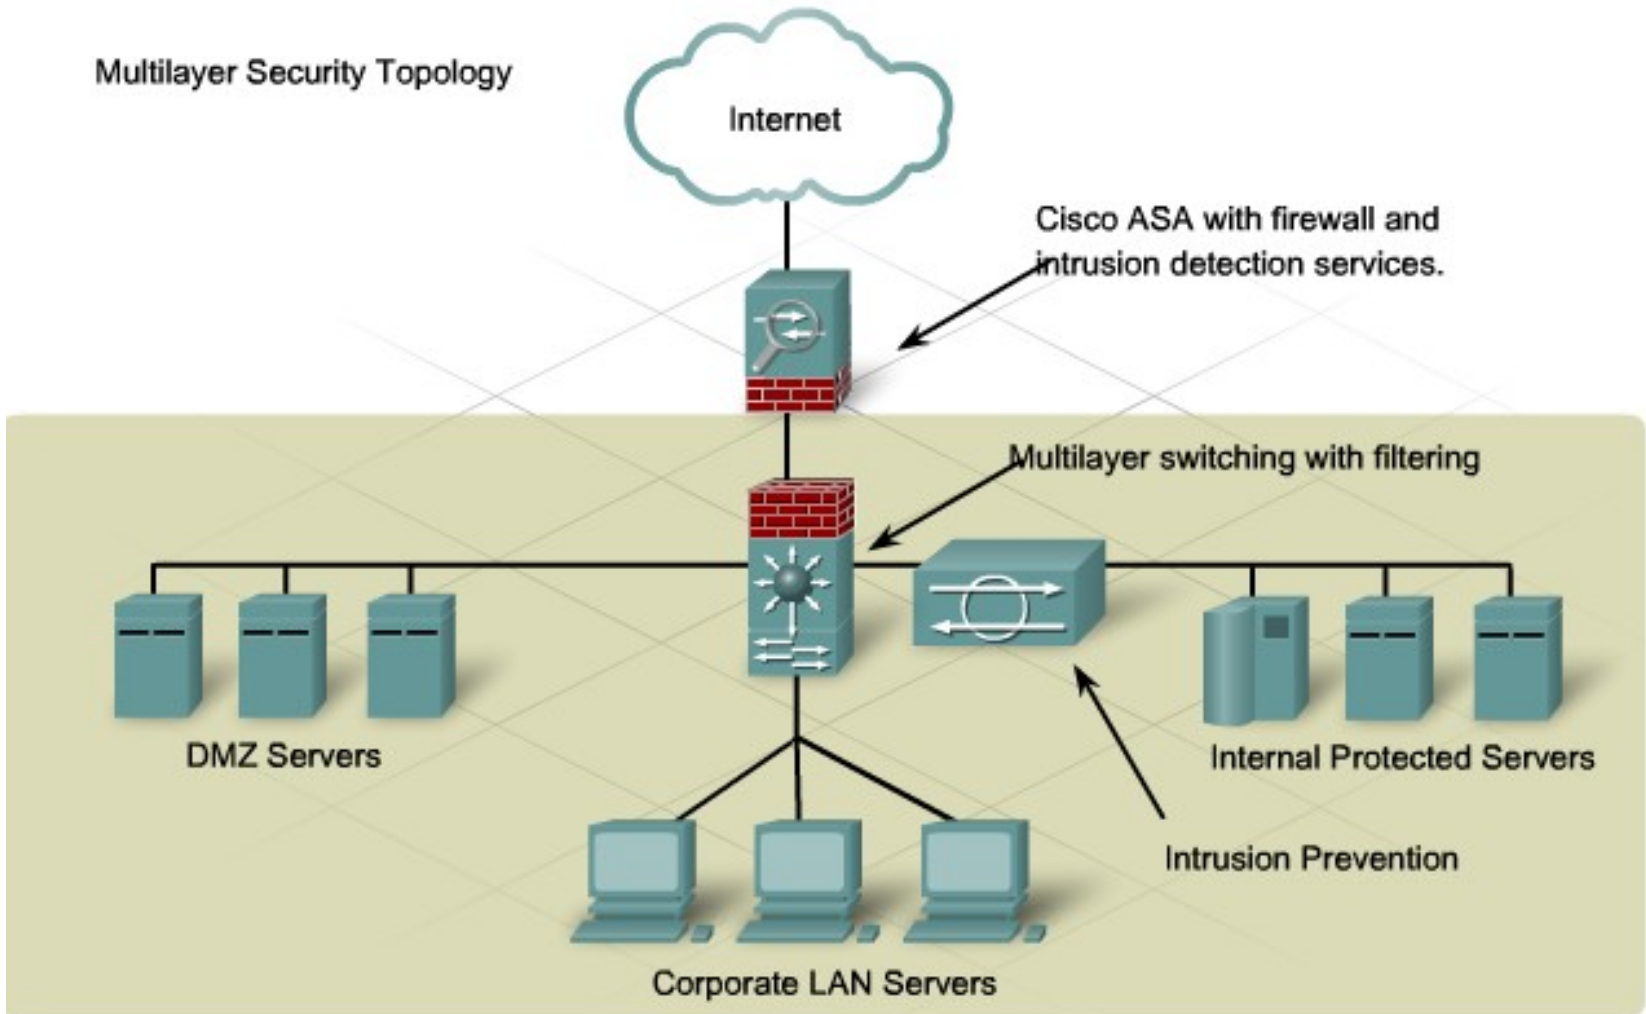 Multilayer Security Topology
Internet
Cisco ASA with firewall and
intrusion detection services.
Multilayer switching with filtering
DMZ Servers
Internal Protected Servers
Intrusion Prevention
Corporate LAN Servers